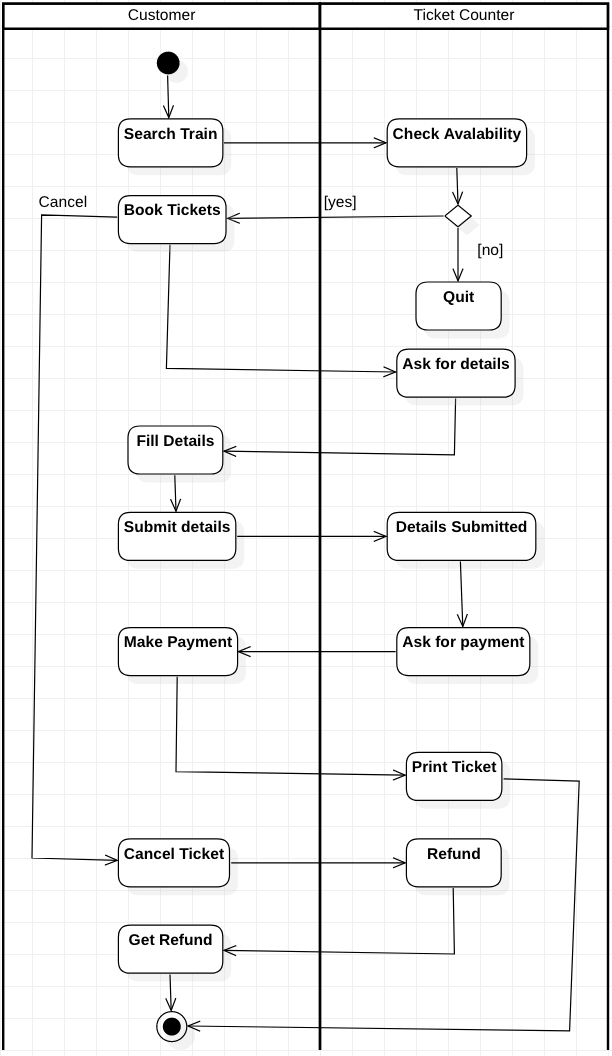 Customer
Ticket Counter
Search Train
Check Avalability
Cancel
Book Tickets
[yes]
[no]
Quit
Ask for details
Fill Details
Submit details
Details Submitted
Make Payment
Ask for payment
Print Ticket
Cancel Ticket
Refund
Get Refund